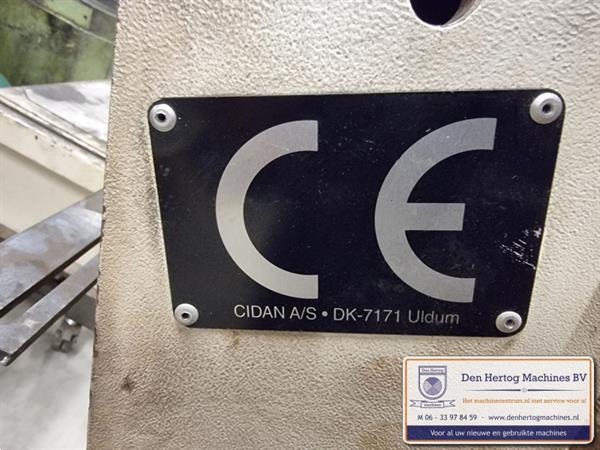 CE
CIDAN A/S • DK-7171 Uldum
Den Hertog Machines BV
Het machinecentrum.nl met service voor u!
M 06 - 33 97 84 59 - www.denhertogmachines.nl
Voor al uw nieuwe en gebruikte machines